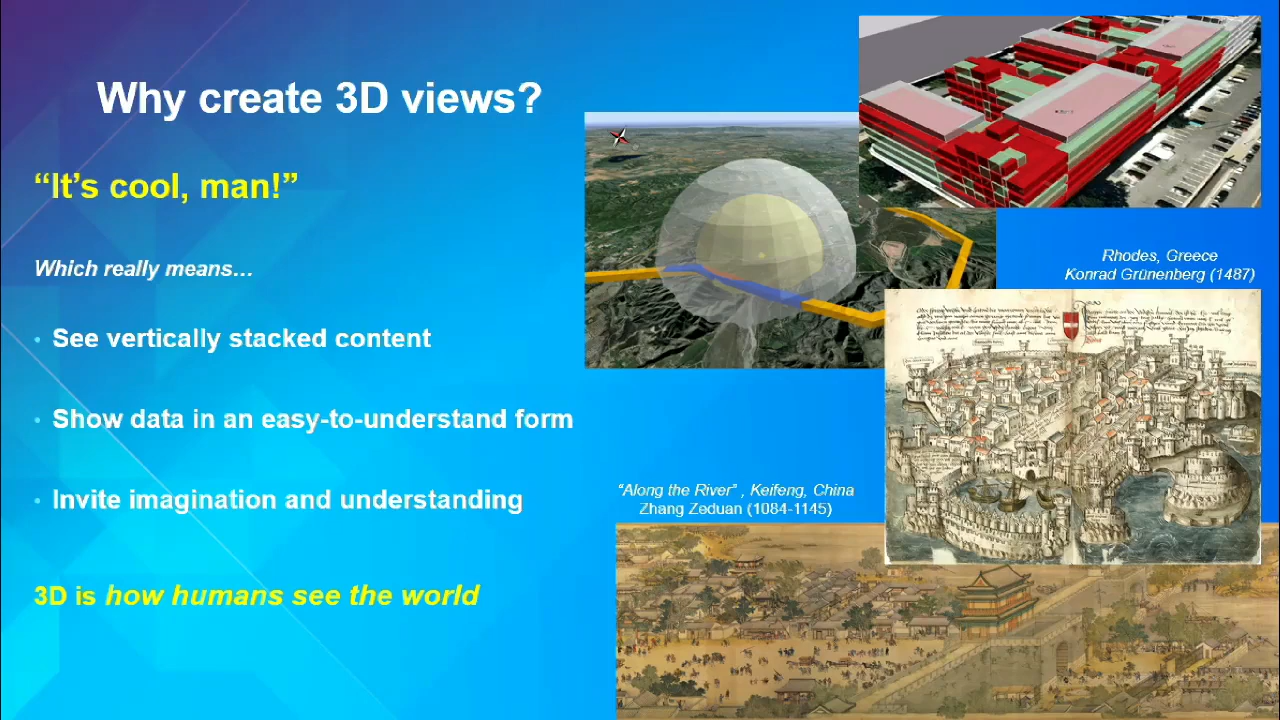 Why create 3D views?
“It’s cool, man!”
Which really means…
• See vertically stacked content
• Show data in an easy-to-understand form
• Invite imagination and understanding
3D is how humans see the world
Rhodes, Greece
Konrad Grünenberg (1487)
“Along the River” , Keifeng, China
Zhang Zeduan (1084-1145)